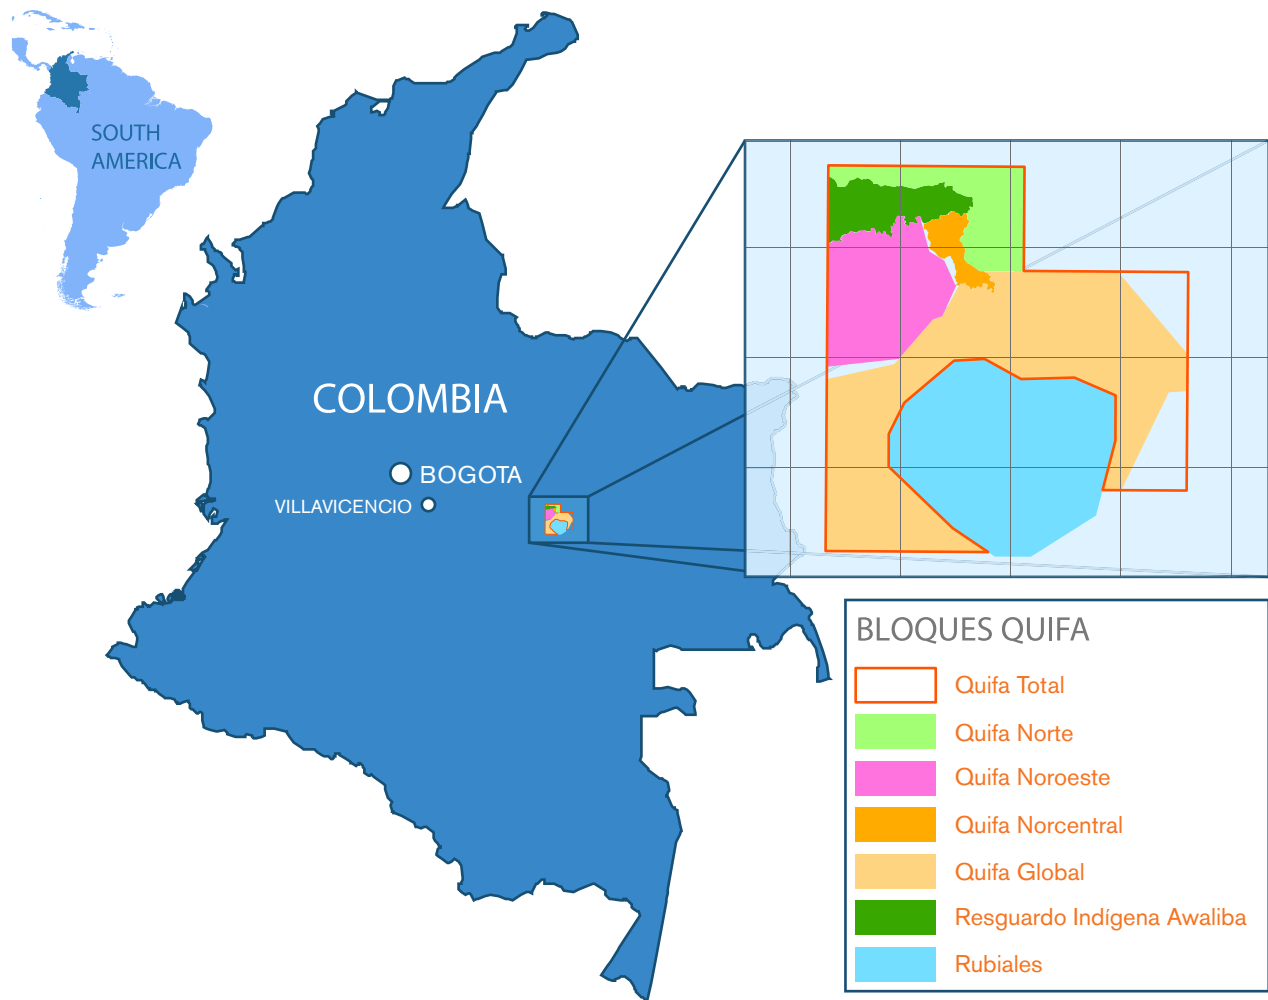 SOUTH
AMERICA
COLOMBIA
BOGOTA
VILLAVICENCIO
BLOQUES QUIFA
Quifa Total
Quifa Norte
Quifa Noroeste
Quifa Norcentral
Quifa Global
Resguardo Indígena Awaliba
Rubiales